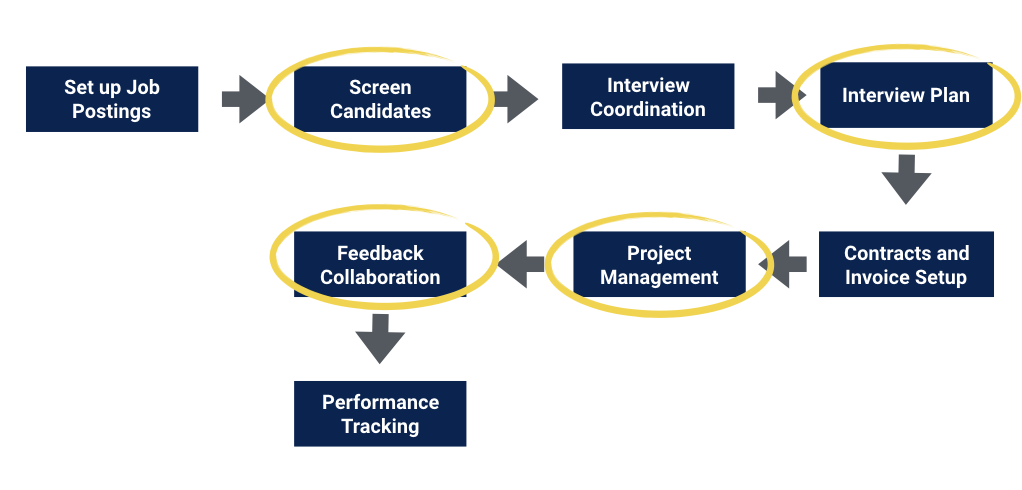 Set up Job
Postings
Screen
Candidates
Interview
Coordination
Interview Plan
Contracts and
Invoice Setup
Project
Management
Feedback
Collaboration
Performance
Tracking